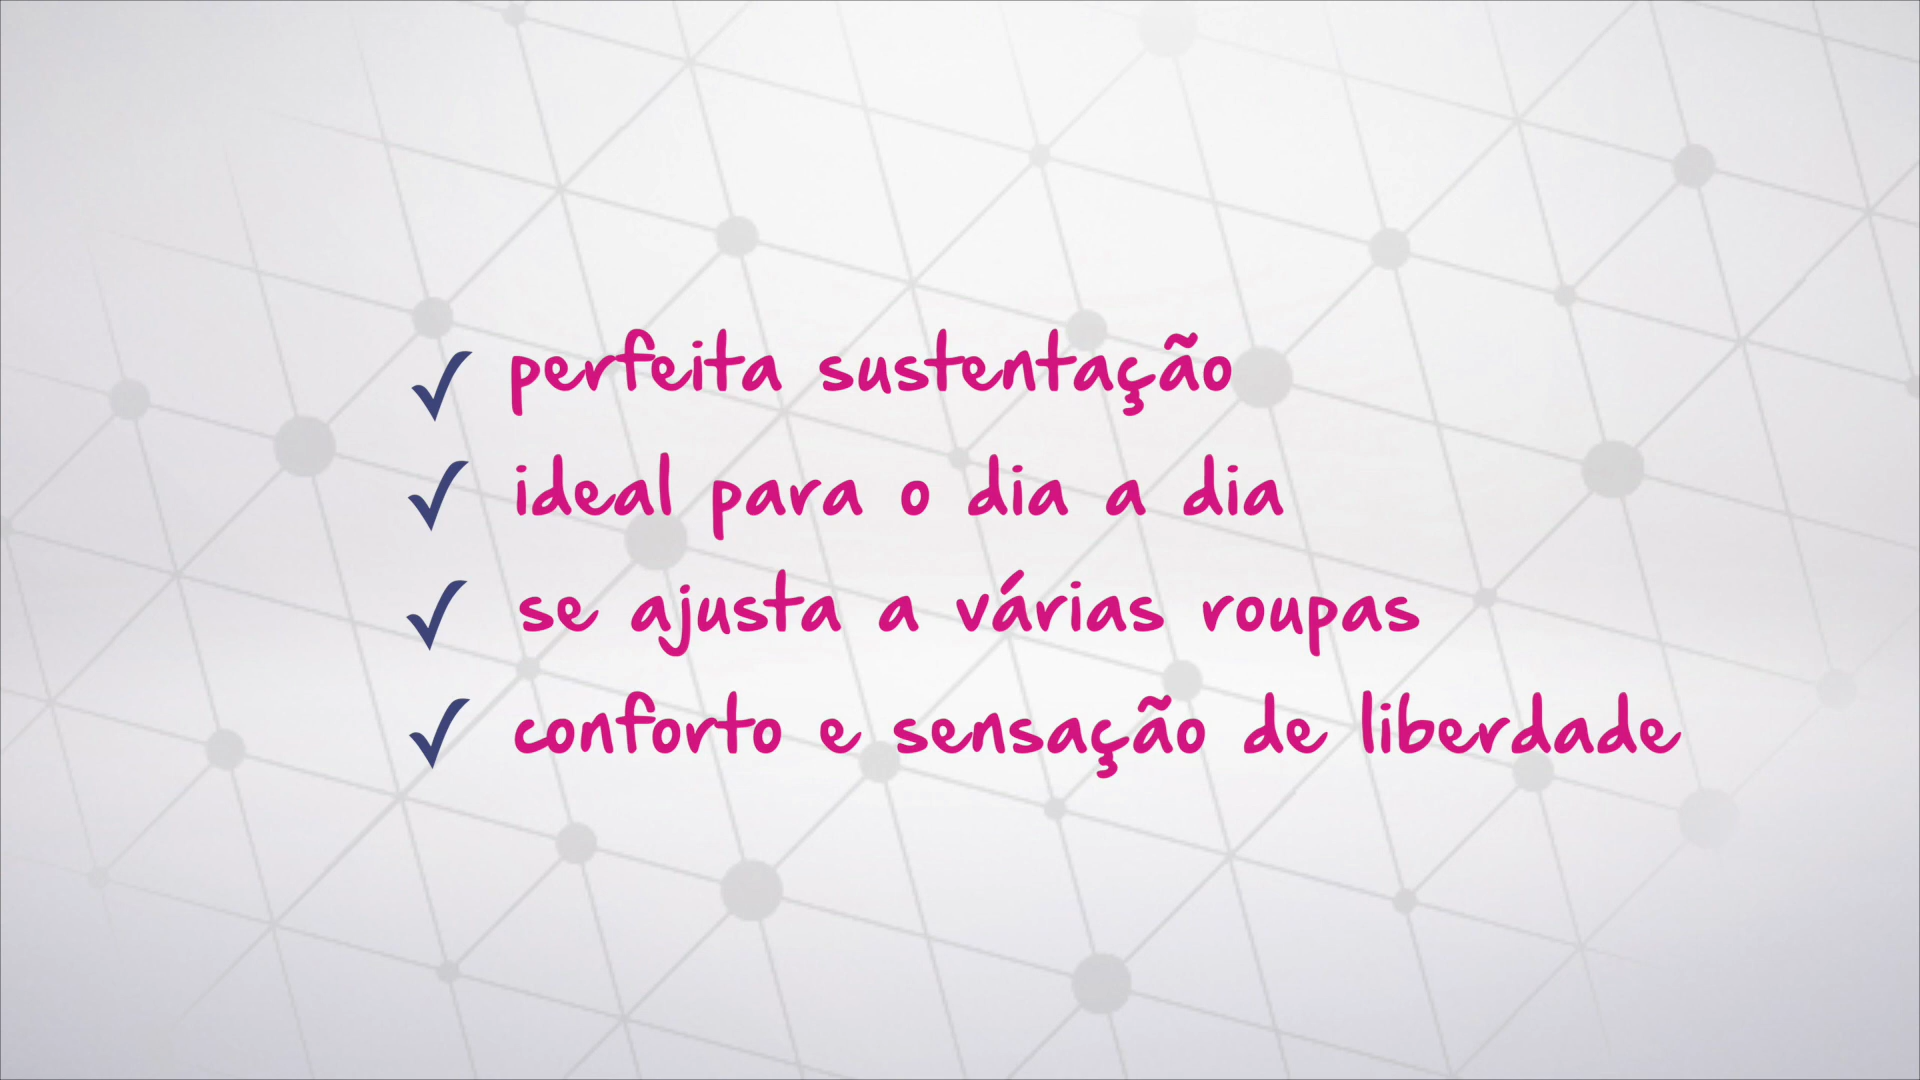 ✓ perfeita sustentação
✓ ideal para o dia a dia
✓ se ajusta a várias roupas
✓ conforto e sensação de liberdade